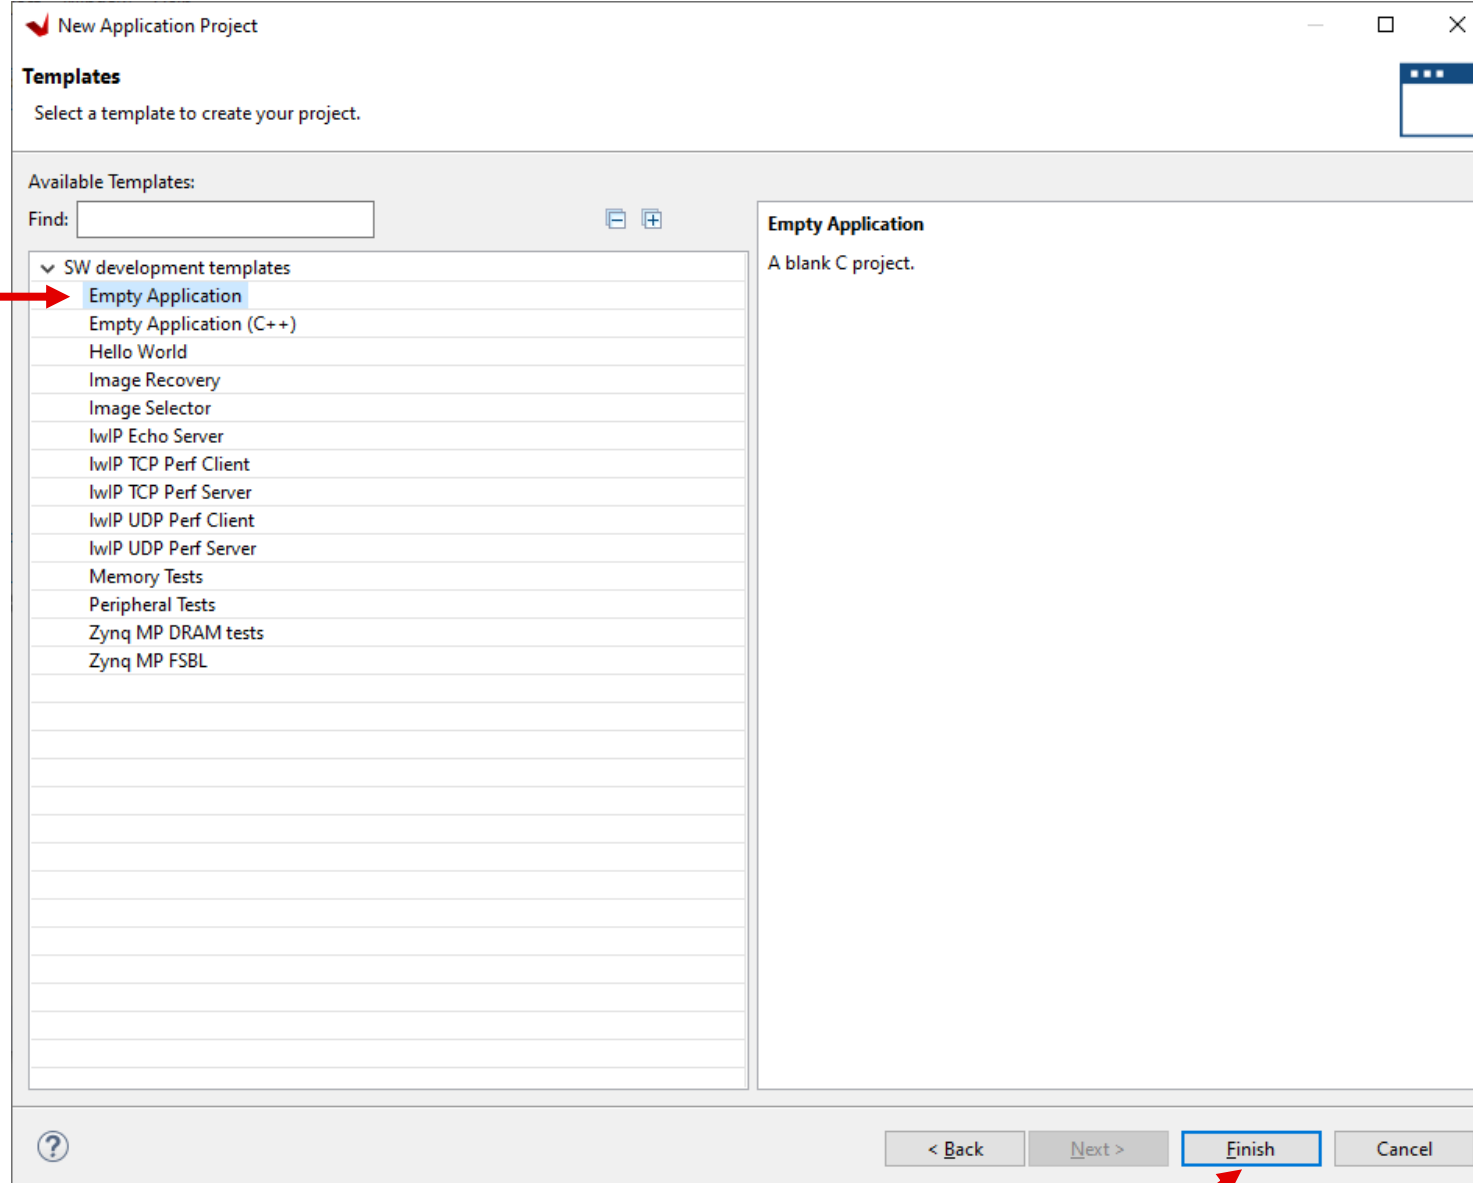 New Application Project
Templates
Select a template to create your project.
Available Templates:
Find:
SW development templates
Empty Application
Empty Application (C++)
Hello World
Image Recovery
Image Selector
lwIP Echo Server
lwIP TCP Perf Client
lwIP TCP Perf Server
lwIP UDP Perf Client
lwIP UDP Perf Server
Memory Tests
Peripheral Tests
Zynq MP DRAM tests
Zynq MP FSBL
Empty Application
A blank C project.
< Back
Next >
Finish
Cancel